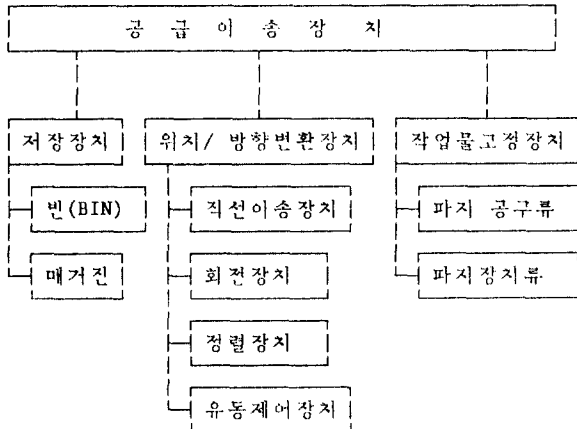 공 급 이 송 장 치
저장장치
위치/ 방향변환장치
작업물고정장치
빈(BIN)
직선이송장치
파지 공구류
매거진
회전장치
파지장치류
정렬장치
유동제어장치